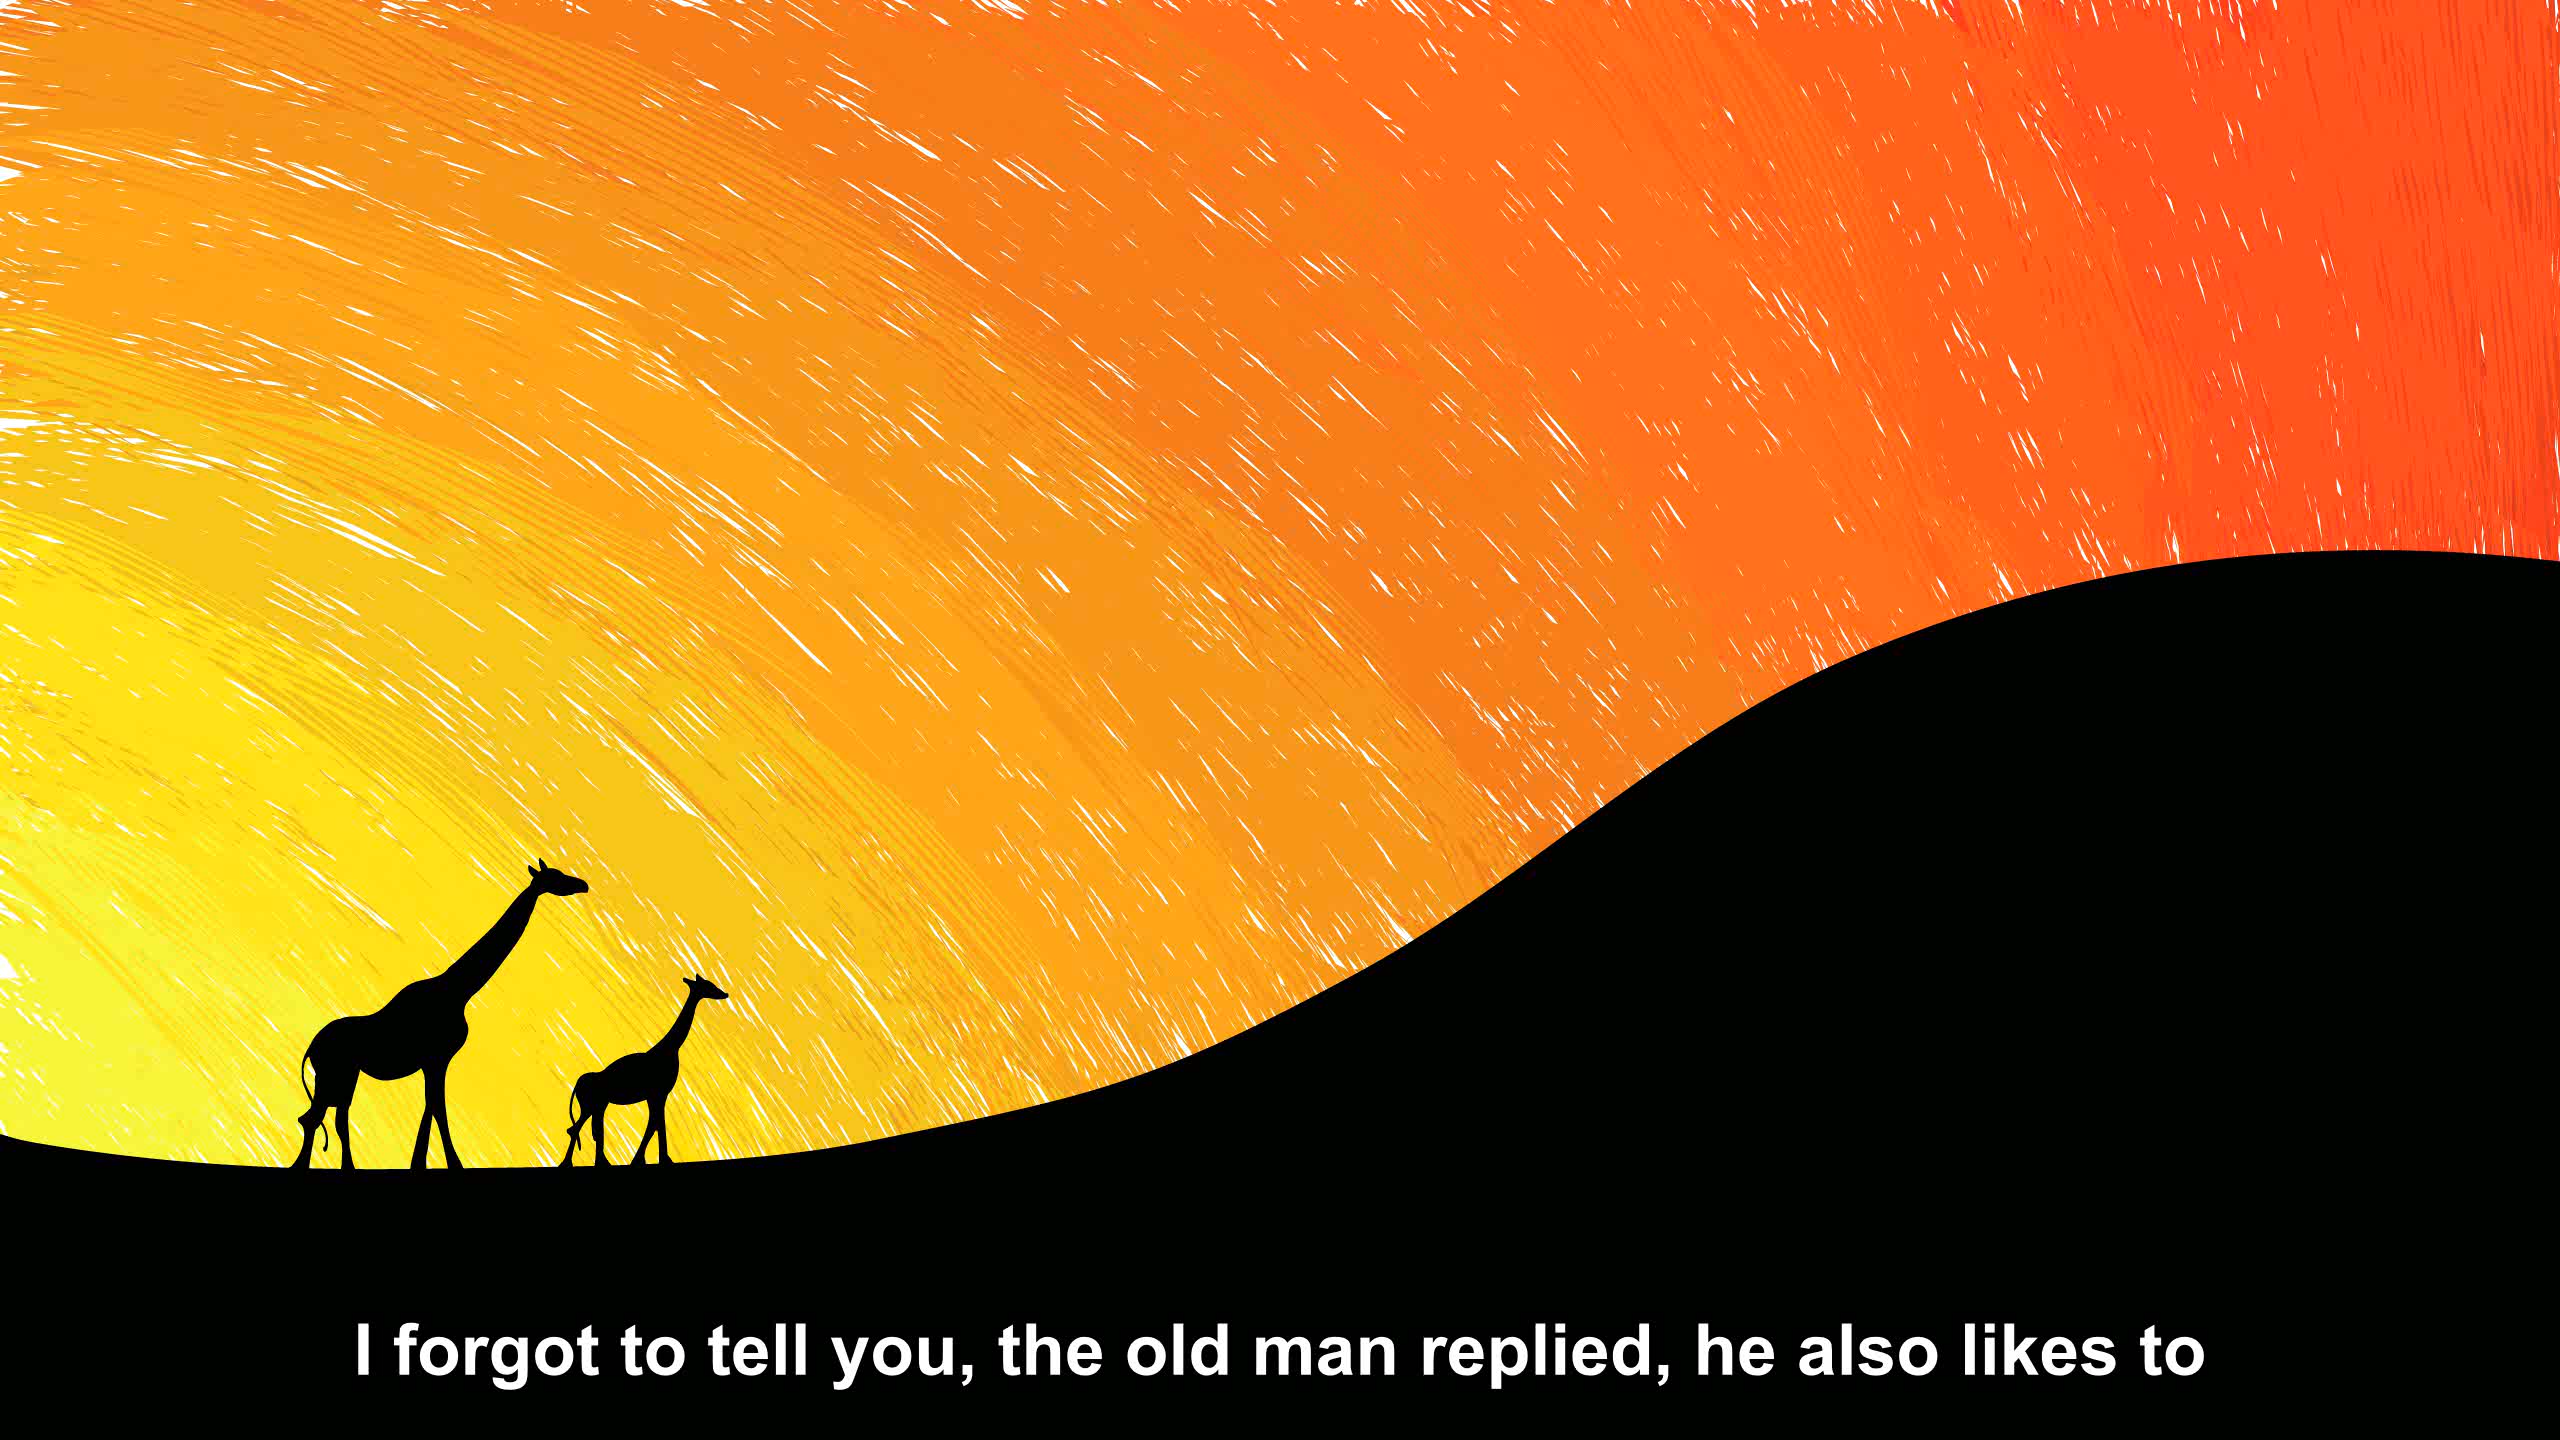 I forgot to tell you, the old man replied, he also likes to